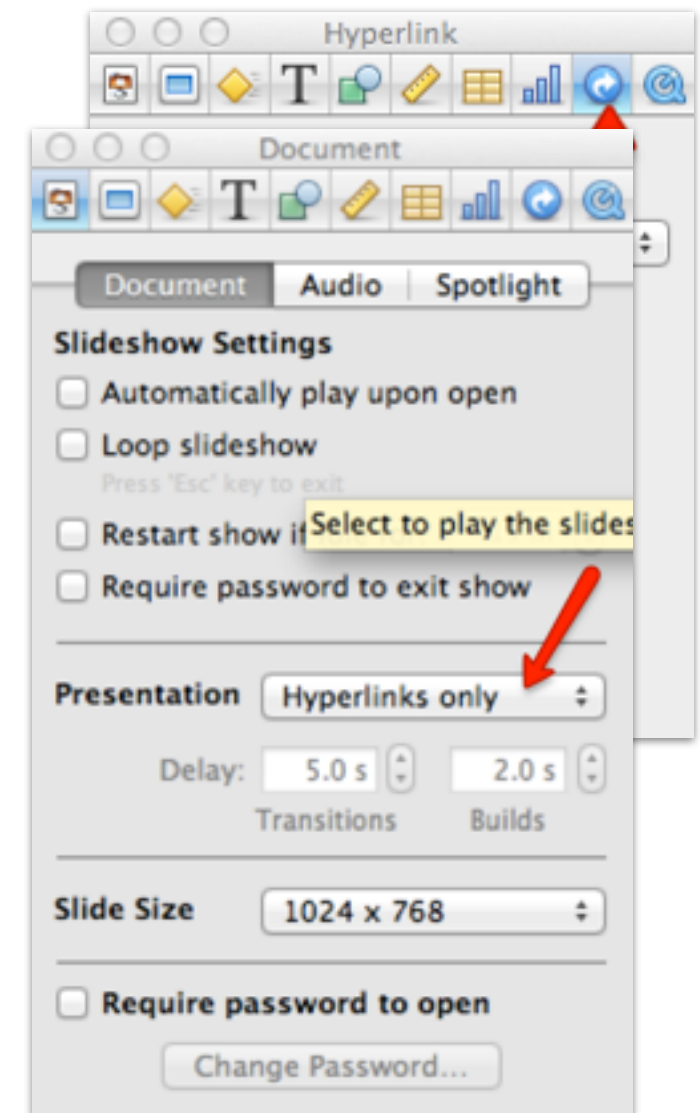 Hyperlink
T
Document
T
Document Audio Spotlight
Slideshow Settings
Automatically play upon open
Loop slideshow
Press "Esc" key to exit
Restart show if
Select to play the slides
Require password to exit show
Presentation Hyperlinks only
Delay: 5.0 s 2.0 s
Transitions Builds
Slide Size 1024 x 768
Require password to open
Change Password...